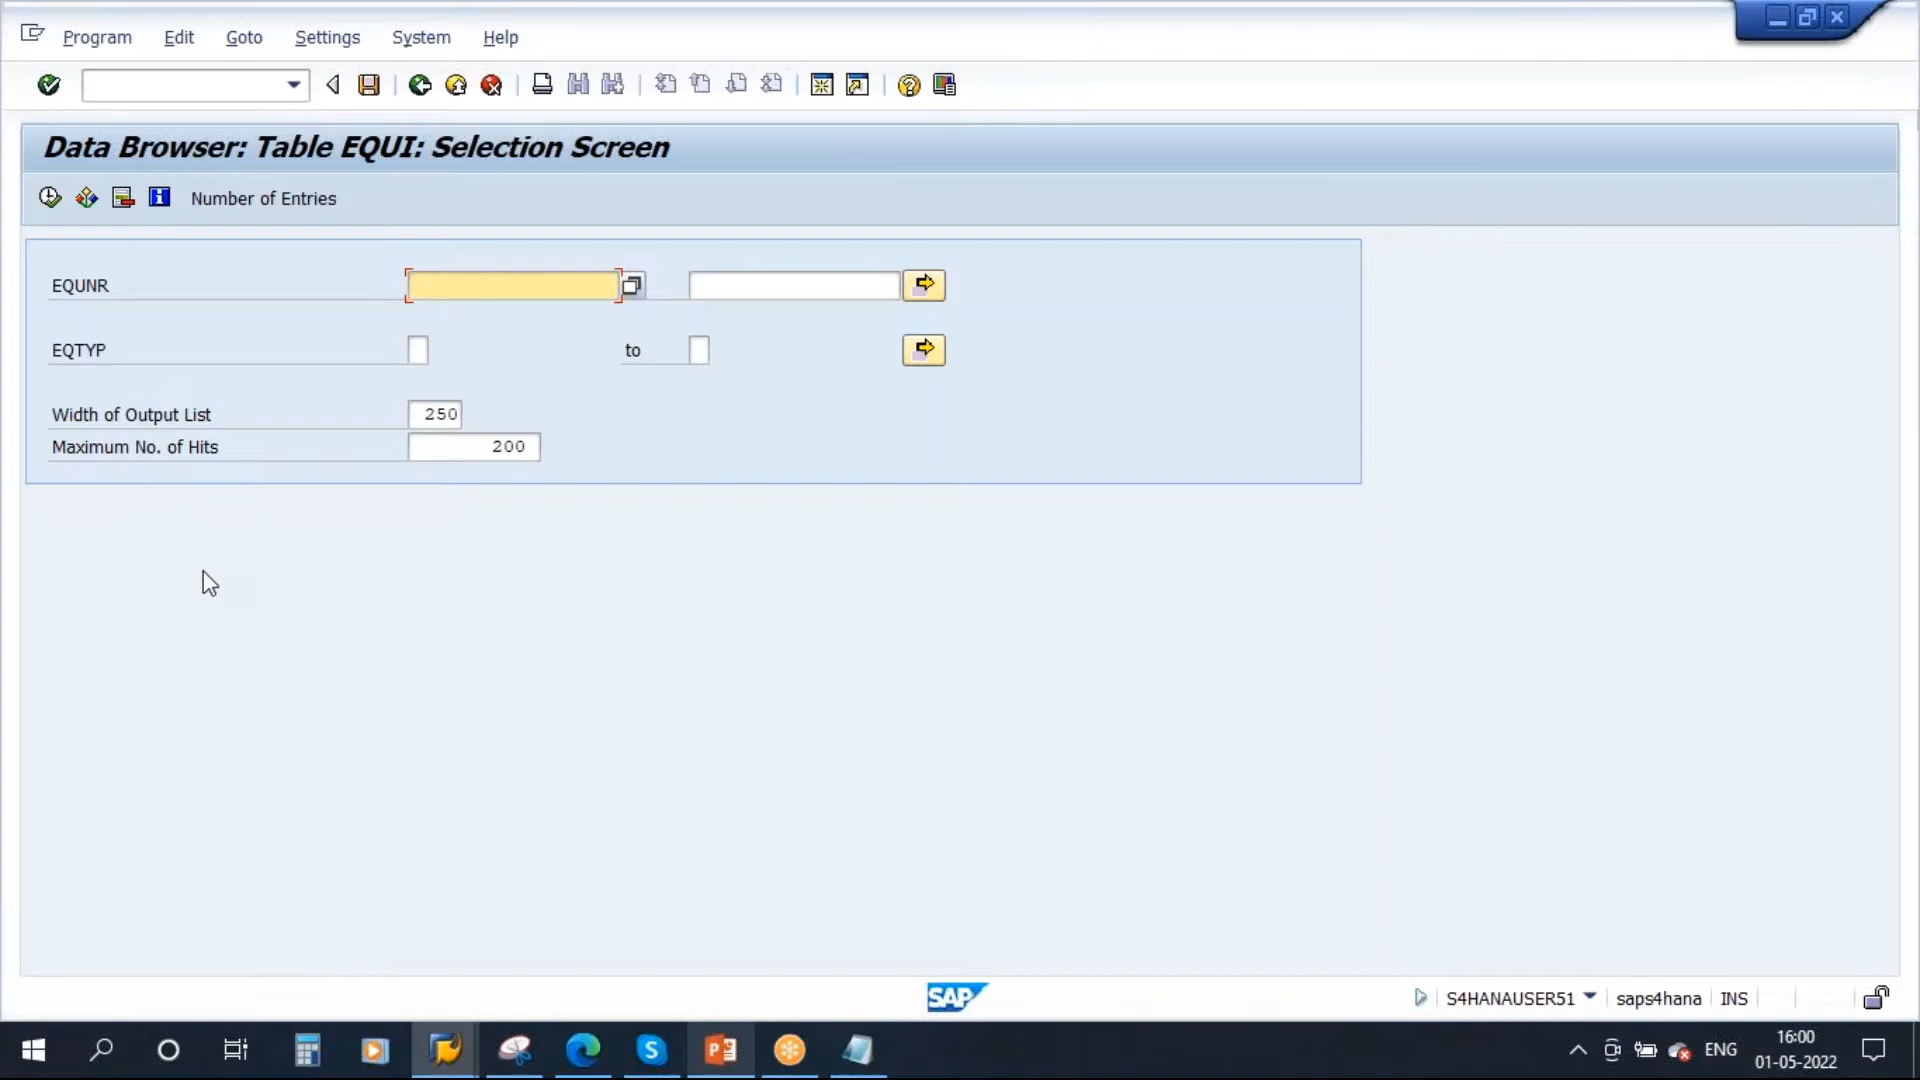 Program Edit Goto Settings System Help
Data Browser: Table EQUI: Selection Screen
Number of Entries
EQUNR
EQTYP to
Width of Output List 250
Maximum No. of Hits 200
SAP
S4HANAUSER51 saps4hana INS
S P
ENG
16:00
01-05-2022